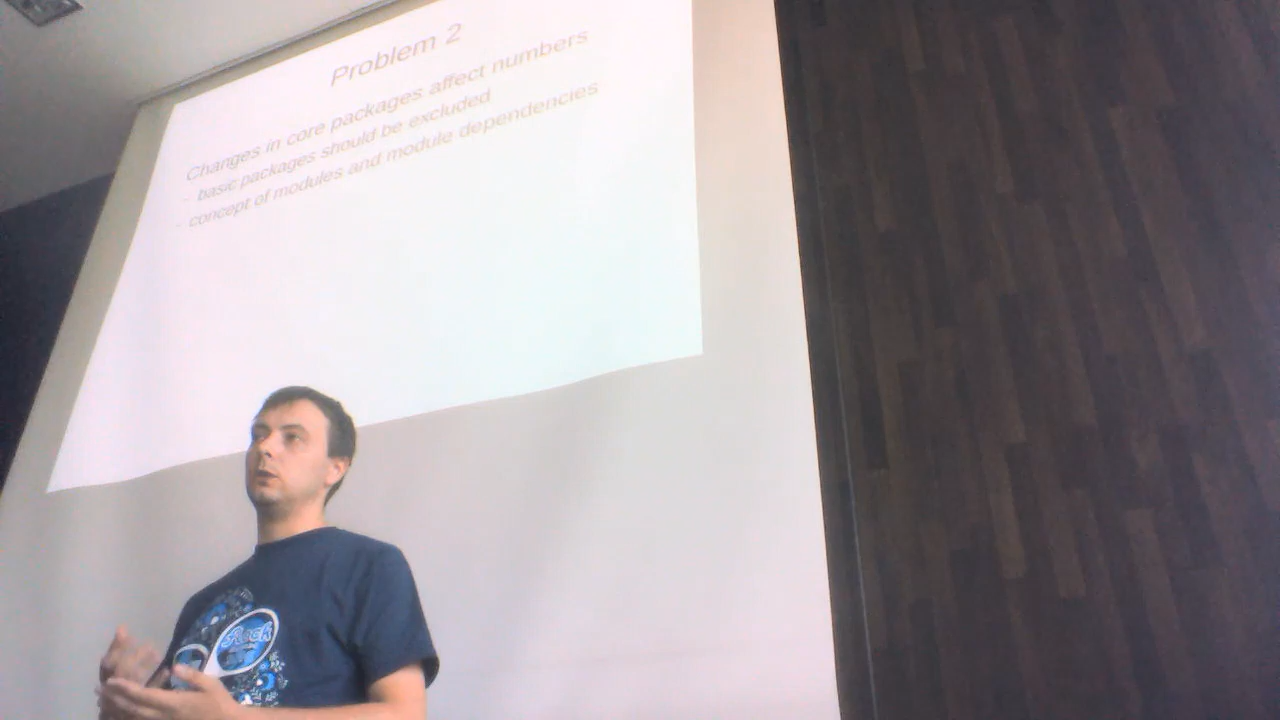 Problem 2
Changes in core packages affect numbers
- basic packages should be excluded
- concept of modules and module dependencies
flock